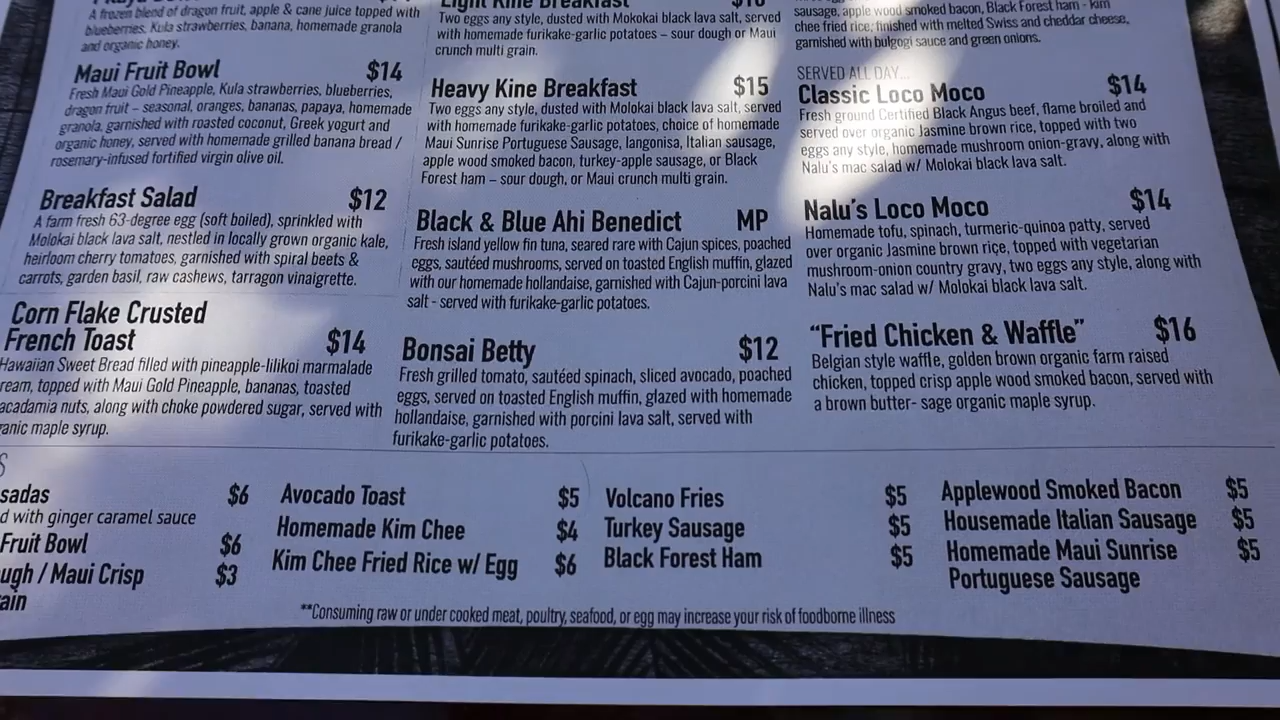 A frozen blend of dragon fruit, apple & cane juice topped with
blueberries, Kula strawberries, banana, homemade granola
and organic honey.
Maui Fruit Bowl $14
Fresh Maui Gold Pineapple, Kula strawberries, blueberries,
dragon fruit – seasonal, oranges, bananas, papaya, homemade
granola, garnished with roasted coconut, Greek yogurt and
organic honey, served with homemade grilled banana bread /
rosemary-infused fortified virgin olive oil.
Breakfast Salad $12
A farm fresh 63-degree egg (soft boiled), sprinkled with
Molokai black lava salt, nestled in locally grown organic kale,
heirloom cherry tomatoes, garnished with spiral beets &
carrots, garden basil, raw cashews, tarragon vinaigrette.
Corn Flake Crusted
French Toast $14
Hawaiian Sweet Bread filled with pineapple-lilikoi marmalade
ream, topped with Maui Gold Pineapple, bananas, toasted
acadamia nuts, along with choke powdered sugar, served with
anic maple syrup.
Light Kine Breakfast $10
Two eggs any style, dusted with Mokokai black lava salt, served
with homemade furikake-garlic potatoes – sour dough or Maui
crunch multi grain.
Heavy Kine Breakfast $15
Two eggs any style, dusted with Molokai black lava salt, served
with homemade furikake-garlic potatoes, choice of homemade
Maui Sunrise Portuguese Sausage, langonisa, Italian sausage,
apple wood smoked bacon, turkey-apple sausage, or Black
Forest ham – sour dough, or Maui crunch multi grain.
Black & Blue Ahi Benedict MP
Fresh island yellow fin tuna, seared rare with Cajun spices, poached
eggs, sautéed mushrooms, served on toasted English muffin, glazed
with our homemade hollandaise, garnished with Cajun-porcini lava
salt - served with furikake-garlic potatoes.
Bonsai Betty $12
Fresh grilled tomato, sautéed spinach, sliced avocado, poached
eggs, served on toasted English muffin, glazed with homemade
hollandaise, garnished with porcini lava salt, served with
furikake-garlic potatoes.
sausage, apple wood smoked bacon, Black Forest ham - kim
chee fried rice; finished with melted Swiss and cheddar cheese,
garnished with bulgogi sauce and green onions.
SERVED ALL DAY...
Classic Loco Moco $14
Fresh ground Certified Black Angus beef, flame broiled and
served over organic Jasmine brown rice, topped with two
eggs any style, homemade mushroom onion-gravy, along with
Nalu's mac salad w/ Molokai black lava salt.
Nalu's Loco Moco $14
Homemade tofu, spinach, turmeric-quinoa patty, served
over organic Jasmine brown rice, topped with vegetarian
mushroom-onion country gravy, two eggs any style, along with
Nalu's mac salad w/ Molokai black lava salt.
"Fried Chicken & Waffle" $16
Belgian style waffle, golden brown organic farm raised
chicken, topped crisp apple wood smoked bacon, served with
a brown butter- sage organic maple syrup.
S
sadas $6
d with ginger caramel sauce
Fruit Bowl $6
ugh / Maui Crisp $3
ain
Avocado Toast $5
Homemade Kim Chee $4
Kim Chee Fried Rice w/ Egg $6
Volcano Fries $5
Turkey Sausage $5
Black Forest Ham $5
Applewood Smoked Bacon $5
Housemade Italian Sausage $5
Homemade Maui Sunrise $5
Portuguese Sausage
**Consuming raw or under cooked meat, poultry, seafood, or egg may increase your risk of foodborne illness